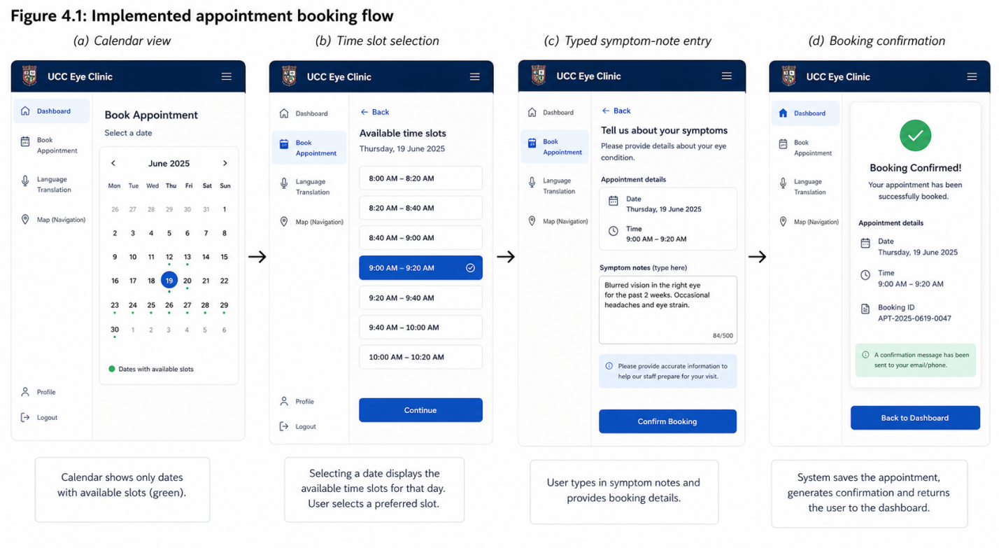 Figure 4.1: Implemented appointment booking flow
(a) Calendar view
UCC Eye Clinic
Dashboard
Book
Appointment
Language
Translation
Map (Navigation)
Profile
Logout
Book Appointment
Select a date
June 2025
Mon Tue Wed Thu Fri Sat Sun
26 27 28 29 30 31 1
2 3 4 5 6 7 8
9 10 11 12 13 14 15
16 17 18 19 20 21 22
23 24 25 26 27 28 29
30 1 2 3 4 5 6
Dates with available slots
Calendar shows only dates
with available slots (green).
(b) Time slot selection
UCC Eye Clinic
Dashboard
Book
Appointment
Language
Translation
Map (Navigation)
Profile
Logout
← Back
Available time slots
Thursday, 19 June 2025
8:00 AM – 8:20 AM
8:20 AM – 8:40 AM
8:40 AM – 9:00 AM
9:00 AM – 9:20 AM
9:20 AM – 9:40 AM
9:40 AM – 10:00 AM
10:00 AM – 10:20 AM
Continue
Selecting a date displays the
available time slots for that day.
User selects a preferred slot.
(c) Typed symptom-note entry
UCC Eye Clinic
Dashboard
Book
Appointment
Language
Translation
Map (Navigation)
← Back
Tell us about your symptoms
Please provide details about your eye
condition.
Appointment details
Date
Thursday, 19 June 2025
Time
9:00 AM – 9:20 AM
Symptom notes (type here)
Blurred vision in the right eye
for the past 2 weeks. Occasional
headaches and eye strain.
84/500
Please provide accurate information to
help our staff prepare for your visit.
Confirm Booking
User types in symptom notes and
provides booking details.
(d) Booking confirmation
UCC Eye Clinic
Dashboard
Book
Appointment
Language
Translation
Map (Navigation)
Booking Confirmed!
Your appointment has been
successfully booked.
Appointment details
Date
Thursday, 19 June 2025
Time
9:00 AM – 9:20 AM
Booking ID
APT-2025-0619-0047
A confirmation message has been
sent to your email/phone.
Back to Dashboard
System saves the appointment,
generates confirmation and returns
the user to the dashboard.